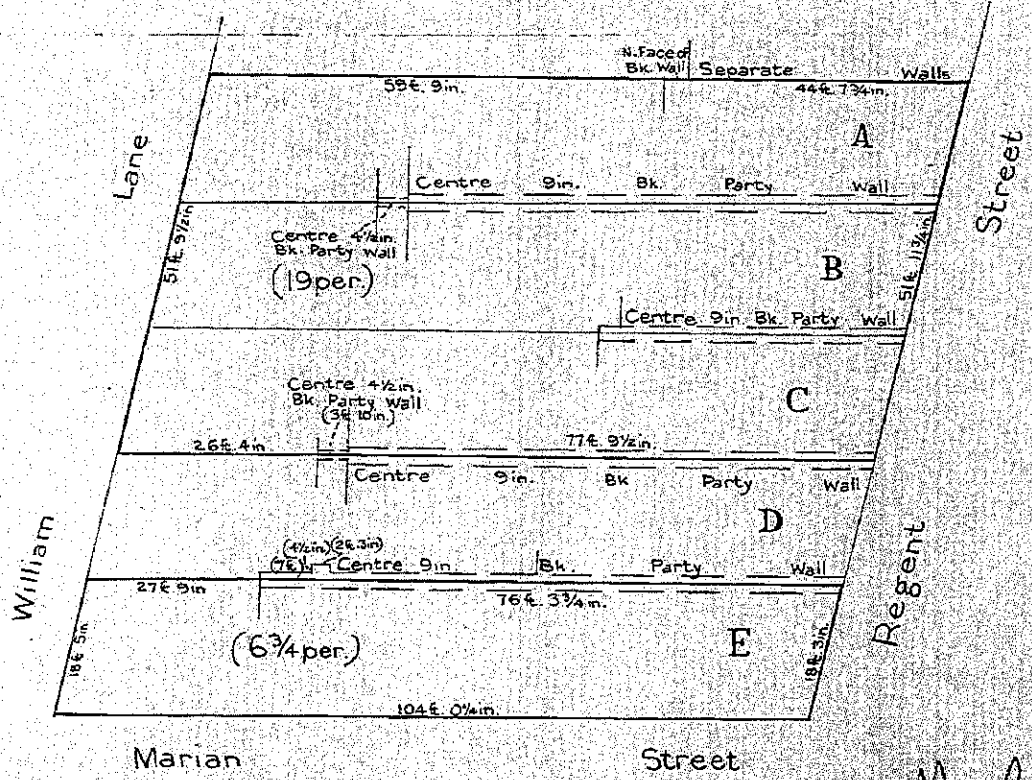 N. Face of
Bk. Wall
Separate Walls
59ft. 9in.
44ft. 7¾in.
A
Lane
Street
Centre 9in. Bk. Party Wall
Centre 4½in.
Bk. Party Wall
(19per.)
51ft. 9½in.
51ft. 11¾in.
B
Centre 9in Bk. Party Wall
Centre 4½in.
Bk. Party Wall
(3ft 10in.)
C
26ft. 4in.
77ft. 9½in.
Centre 9in. Bk Party Wall
D
(4½in) (2ft. 3in)
Centre 9in Bk. Party Wall
27ft 9in
76ft. 3¾in.
William
Regent
(6¾per.)
E
18ft 5in.
18ft. 3in.
104ft. 0¼in.
Marian Street